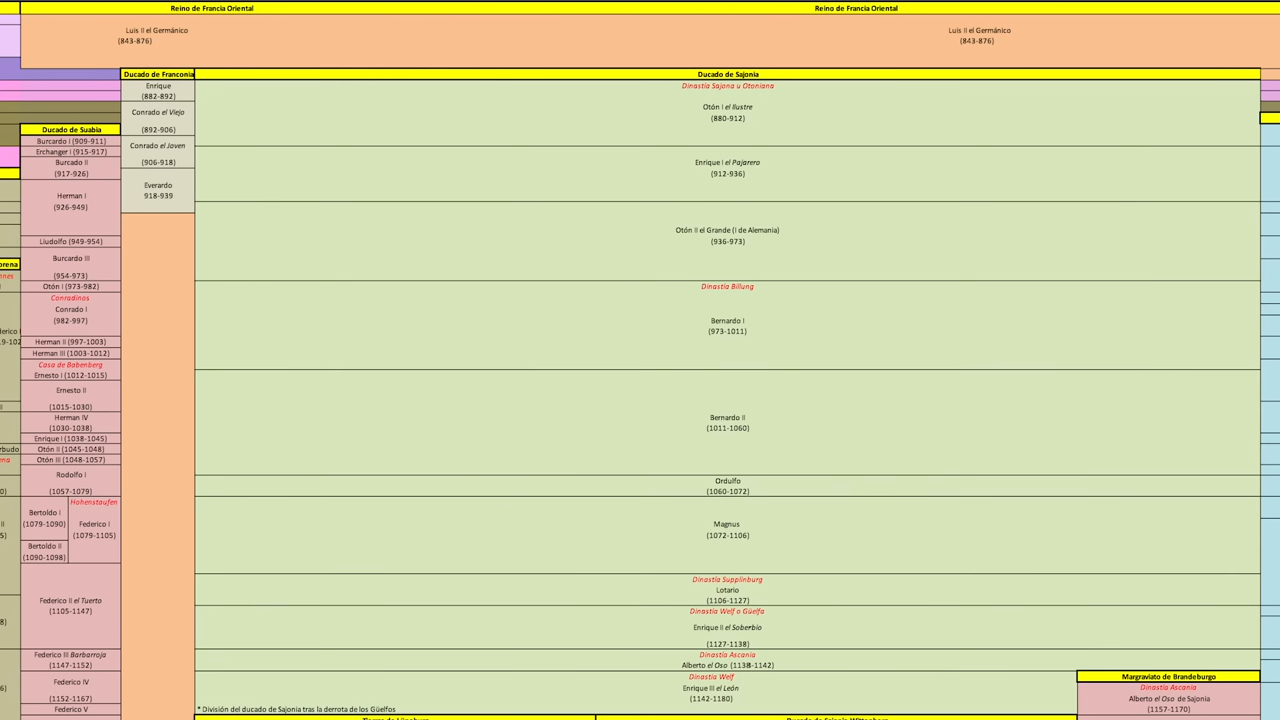 Reino de Francia Oriental
Reino de Francia Oriental
Luis II el Germánico
(843-876)
Luis II el Germánico
(843-876)
Ducado de Franconia
Enrique
(882-892)
Conrado el Viejo
(892-906)
Conrado el Joven
(906-918)
Everardo
918-939
Ducado de Suabia
Burcardo I (909-911)
Erchanger I (915-917)
Burcado II
(917-926)
Herman I
(926-949)
Liudolfo (949-954)
Burcardo III
(954-973)
Otón I (973-982)
Conradinos
Conrado I
(982-997)
Herman II (997-1003)
Herman III (1003-1012)
Casa de Babenberg
Ernesto I (1012-1015)
Ernesto II
(1015-1030)
Herman IV
(1030-1038)
Enrique I (1038-1045)
Otón II (1045-1048)
Otón III (1048-1057)
Rodolfo I
(1057-1079)
Bertoldo I
(1079-1090)
Bertoldo II
(1090-1098)
Hohenstaufen
Federico I
(1079-1105)
Federico II el Tuerto
(1105-1147)
Federico III Barbarroja
(1147-1152)
Federico IV
(1152-1167)
Federico V
Ducado de Sajonia
Dinastía Sajona u Otoniana
Otón I el Ilustre
(880-912)
Enrique I el Pajarero
(912-936)
Otón II el Grande (I de Alemania)
(936-973)
Dinastía Billung
Bernardo I
(973-1011)
Bernardo II
(1011-1060)
Ordulfo
(1060-1072)
Magnus
(1072-1106)
Dinastía Supplinburg
Lotario
(1106-1127)
Dinastía Welf o Güelfa
Enrique II el Soberbio
(1127-1138)
Dinastía Ascania
Alberto el Oso (1138-1142)
Dinastía Welf
Enrique III el León
(1142-1180)
* División del ducado de Sajonia tras la derrota de los Güelfos
Margraviato de Brandeburgo
Dinastía Ascania
Alberto el Oso de Sajonia
(1157-1170)